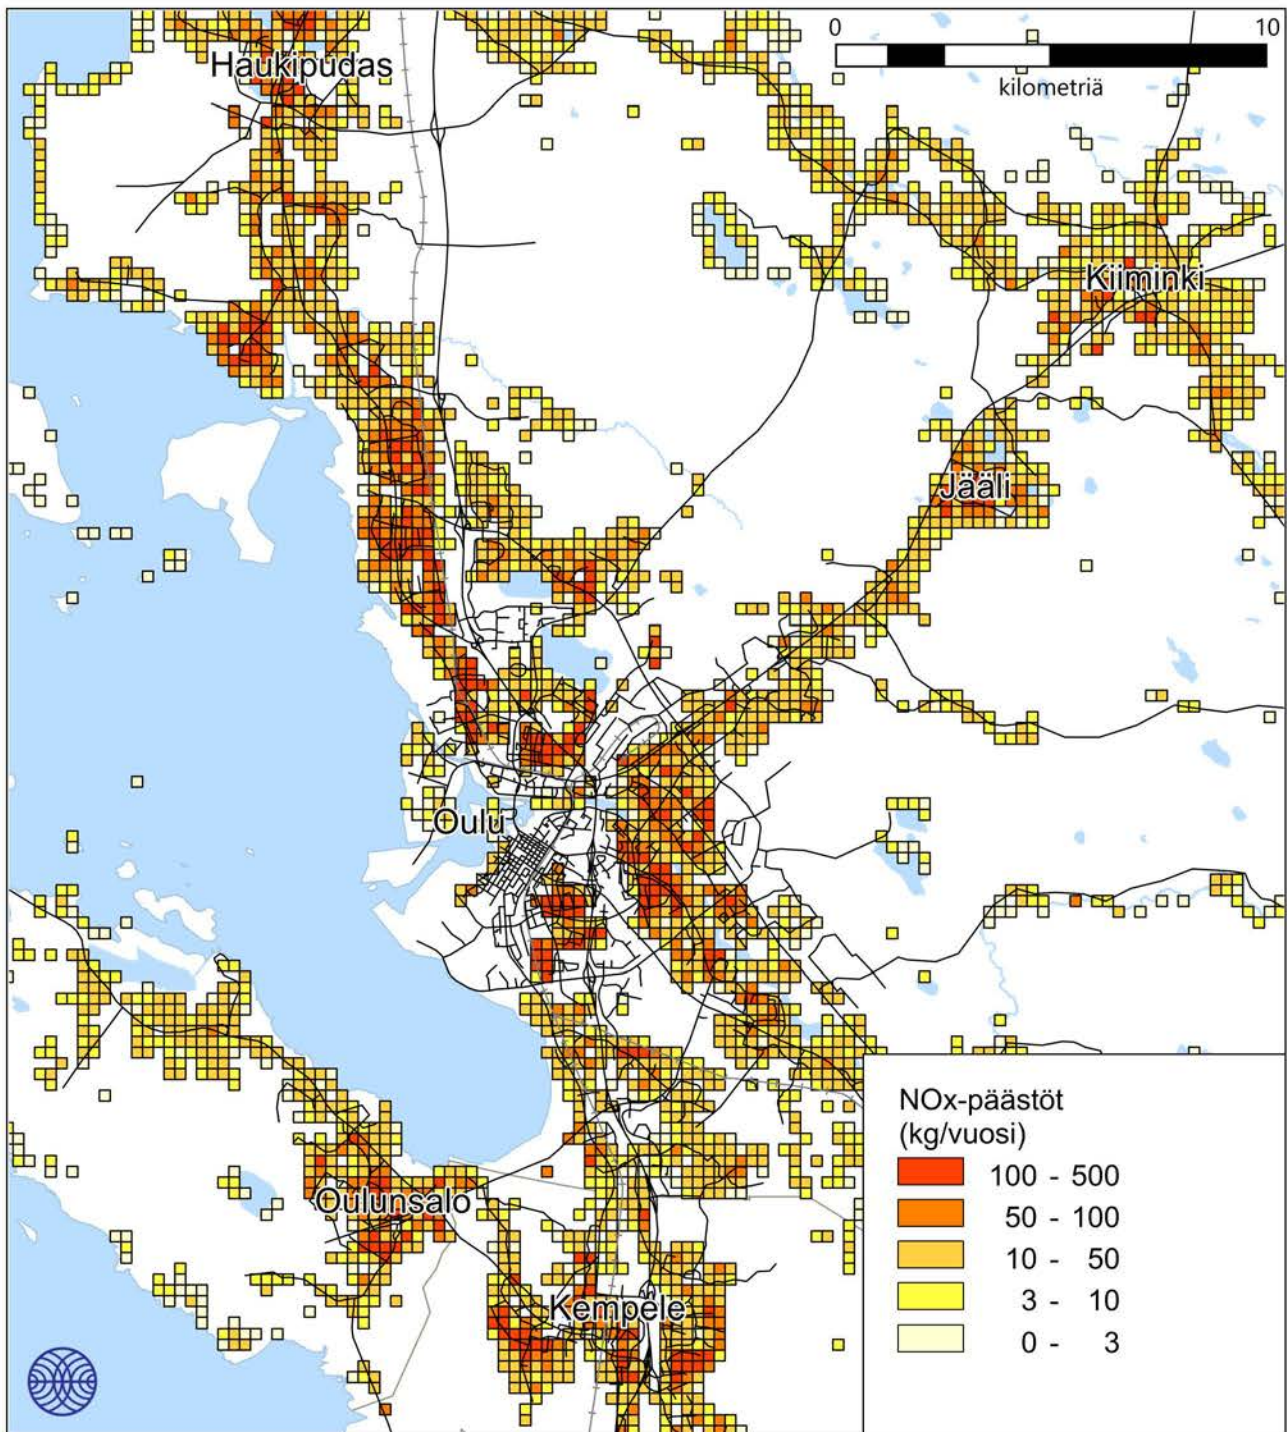 0 10
kilometriä
Haukipudas
Kiiminki
Jääli
Oulu
Oulunsalo
Kempele
NOx-päästöt
(kg/vuosi)
100 - 500
50 - 100
10 - 50
3 - 10
0 - 3